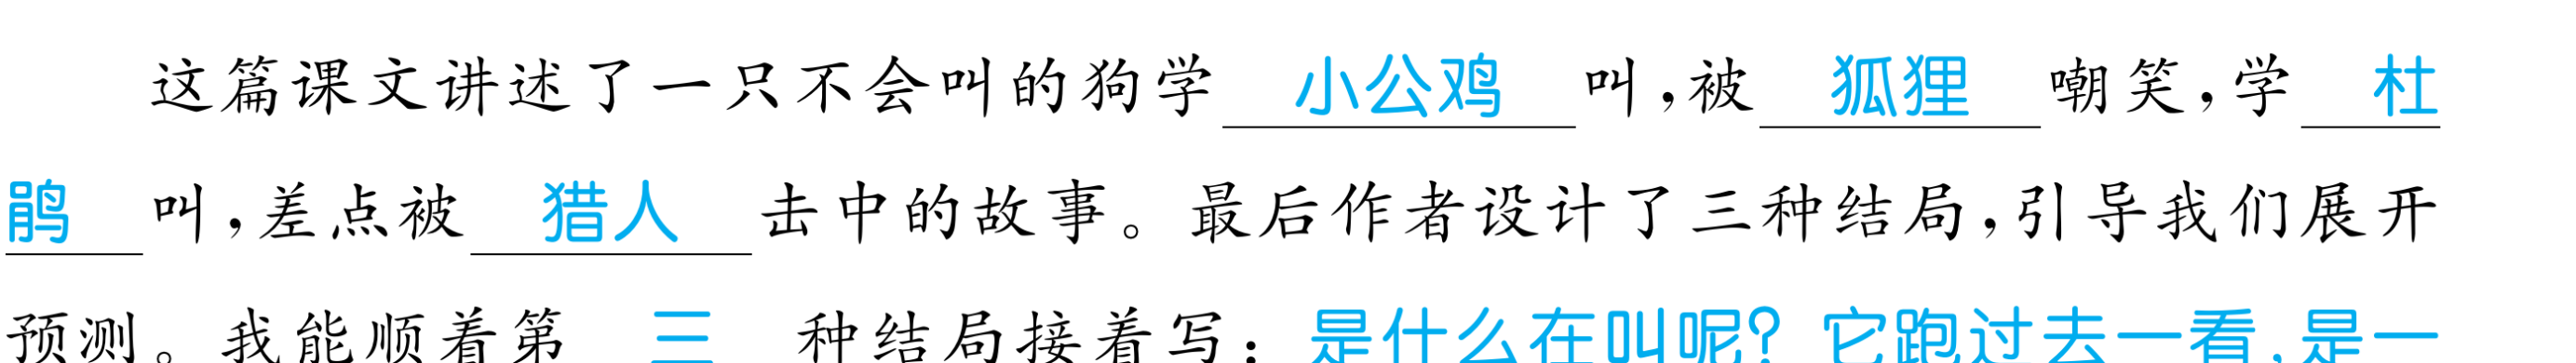 这篇课文讲述了一只不会叫的狗学 小公鸡 叫,被 狐狸 嘲笑,学 杜
鹃 叫,差点被 猎人 击中的故事。最后作者设计了三种结局,引导我们展开
预测。我能顺着第 三 种结局接着写:是什么在叫呢?它跑过去一看,是一